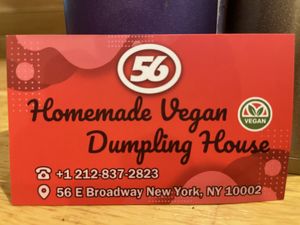 56
Homemade Vegan
VEGAN
Dumpling House
+1 212-837-2823
56 E Broadway New York, NY 10002